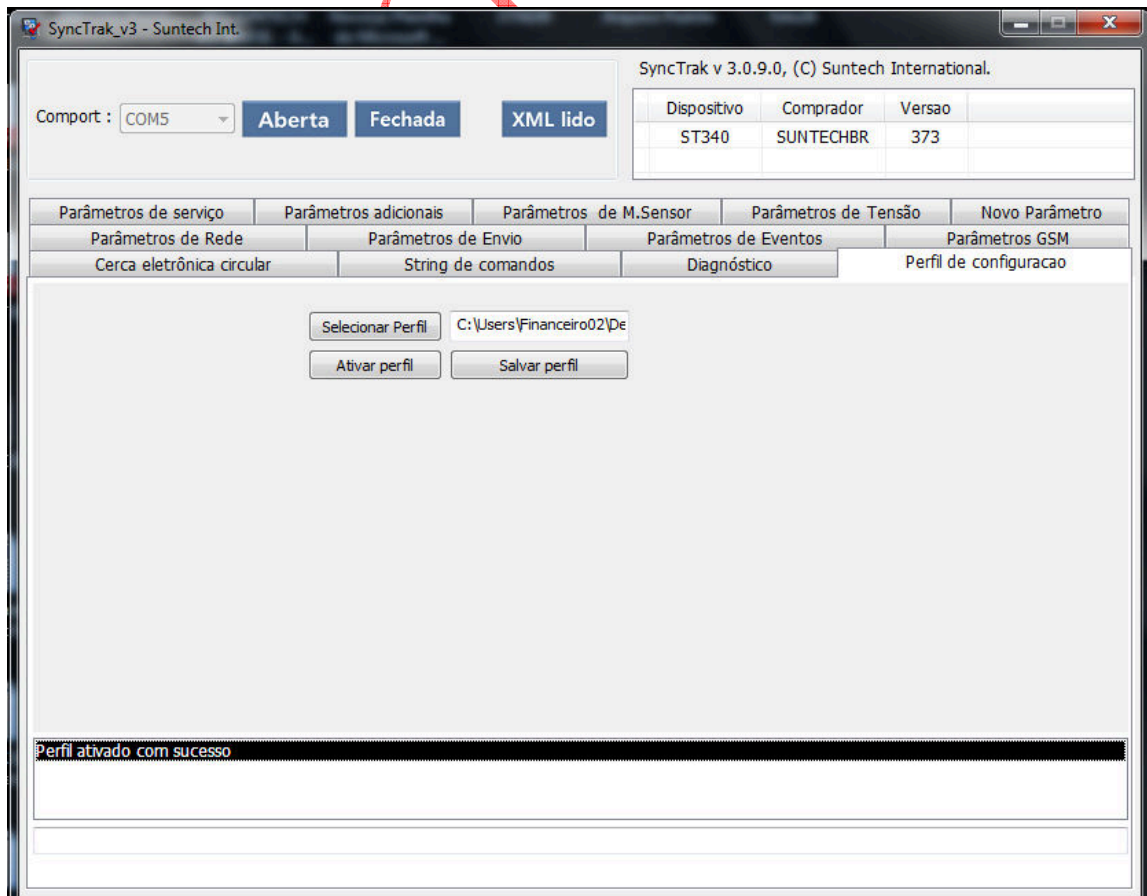 SyncTrak_v3 - Suntech Int.
SyncTrak v 3.0.9.0, (C) Suntech International.
Comport : COM5 Aberta Fechada XML lido
Dispositivo Comprador Versao
ST340 SUNTECHBR 373
Parâmetros de serviço Parâmetros adicionais Parâmetros de M.Sensor Parâmetros de Tensão Novo Parâmetro
Parâmetros de Rede Parâmetros de Envio Parâmetros de Eventos Parâmetros GSM
Cerca eletrônica circular String de comandos Diagnóstico Perfil de configuracao
Selecionar Perfil C:\Users\Financeiro02\De
Ativar perfil Salvar perfil
Perfil ativado com sucesso